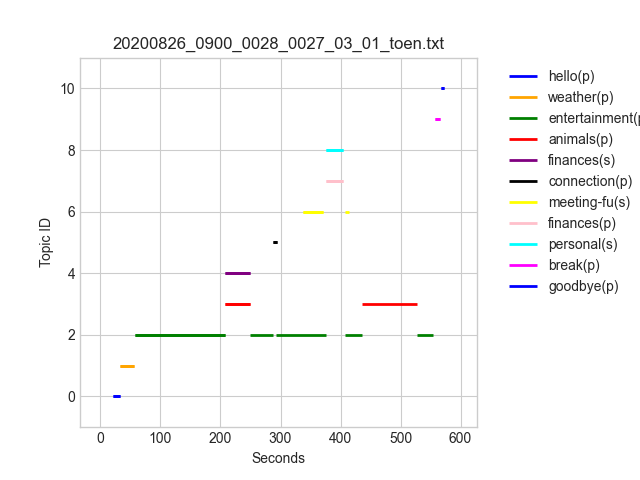 20200826_0900_0028_0027_03_01_toen.txt
10
8
6
4
2
0
Topic ID
0 100 200 300 400 500 600
Seconds
hello(p)
weather(p)
entertainment(p
animals(p)
finances(s)
connection(p)
meeting-fu(s)
finances(p)
personal(s)
break(p)
goodbye(p)